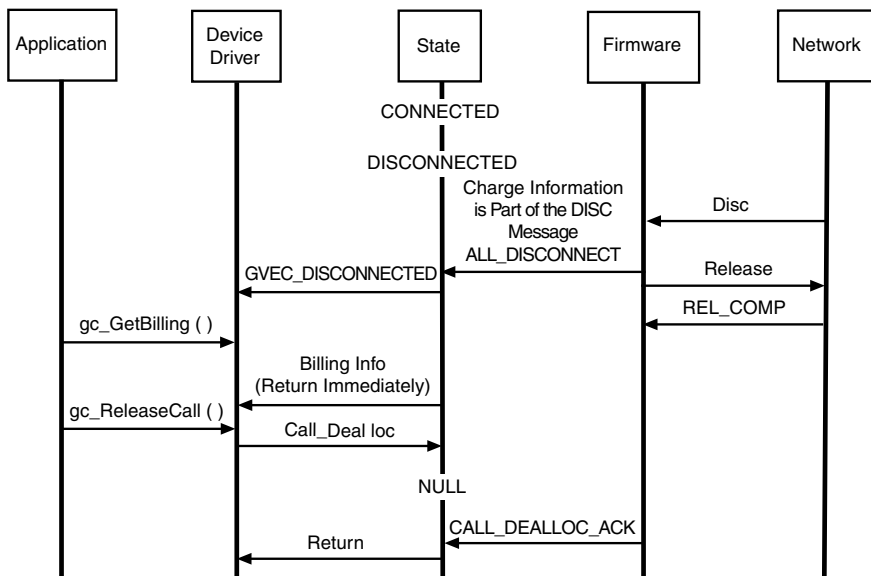 Application
Device
Driver
State
Firmware
Network
CONNECTED
DISCONNECTED
Charge Information
is Part of the DISC
Message
ALL_DISCONNECT
Disc
GVEC_DISCONNECTED
Release
REL_COMP
gc_GetBilling ( )
Billing Info
(Return Immediately)
gc_ReleaseCall ( )
Call_Deal loc
NULL
CALL_DEALLOC_ACK
Return